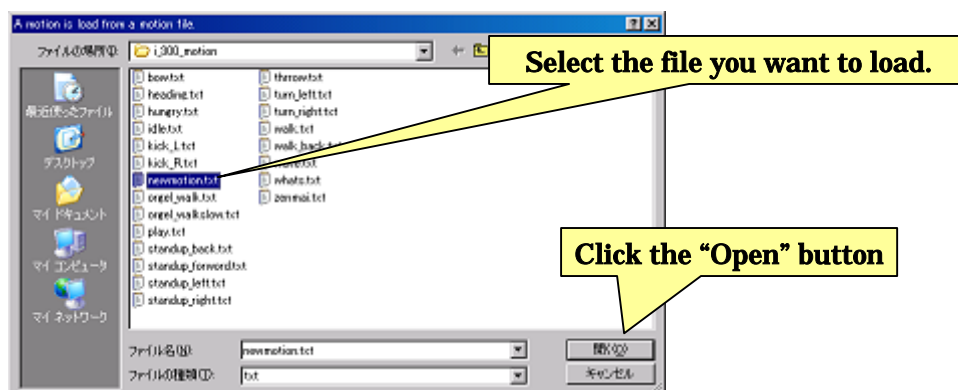 A motion is load from a motion file.
ファイルの場所(I):
i_300_motion
Select the file you want to load.
最近使ったファイル
デスクトップ
マイ ドキュメント
マイ コンピュータ
マイ ネットワーク
bow.txt
heading.txt
hungry.txt
idle.txt
kick_L.txt
kick_R.txt
newmotion.txt
orgel_walk.txt
orgel_walkslow.txt
play.txt
standup_back.txt
standup_forword.txt
standup_left.txt
standup_right.txt
throw.txt
turn_left.txt
turn_right.txt
walk.txt
walk_back.txt
whats.txt
zenmai.txt
Click the “Open” button
ファイル名(N):
newmotion.txt
開く(O)
ファイルの種類(T):
txt
キャンセル